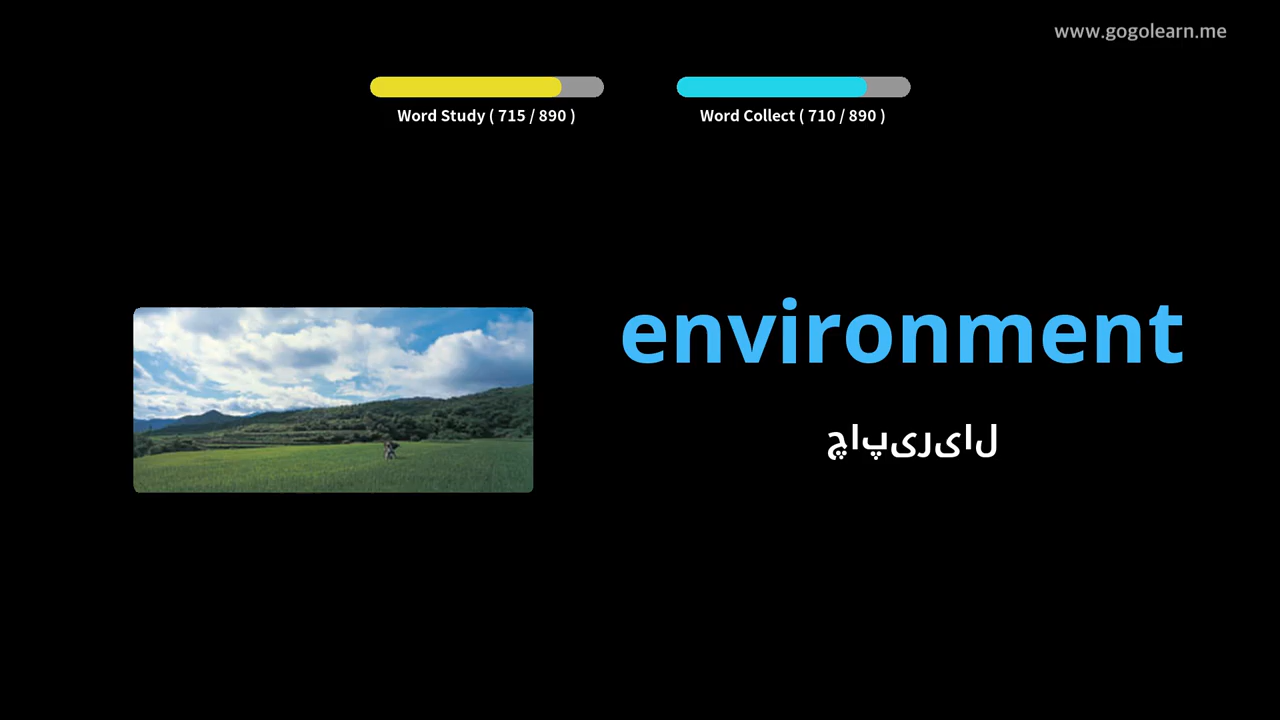 www.gogolearn.me
Word Study ( 715 / 890 )
Word Collect ( 710 / 890 )
environment
چاپیریال